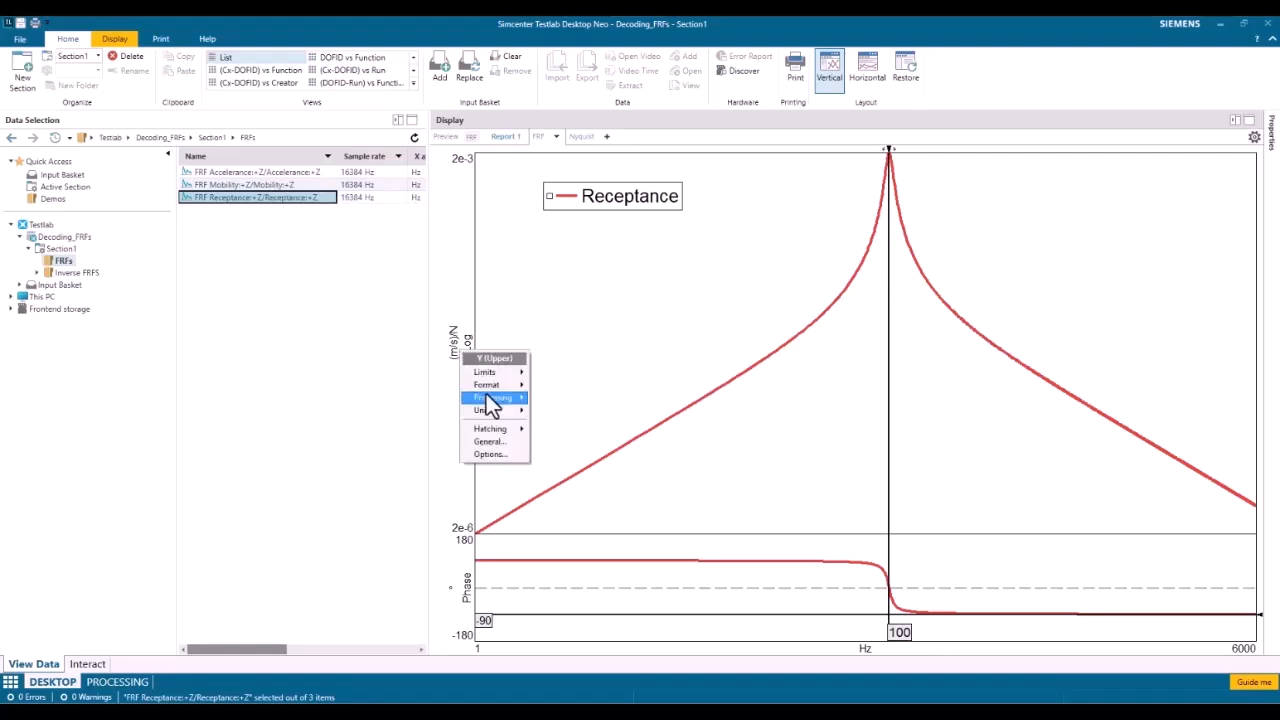 Simcenter Testlab Desktop Neo - Decoding_FRFs - Section1
SIEMENS
File Home Display Print Help
New Section
Section1
Delete
Rename
New Folder
Organize
Copy
Paste
Clipboard
List
(Cx-DOFID) vs Function
(Cx-DOFID) vs Creator
DOFID vs Function
(Cx-DOFID) vs Run
(DOFID-Run) vs Functi...
Views
Add
Replace
Clear
Remove
Input Basket
Import
Export
Open Video
Video Time
Extract
Add
Open
View
Data
Error Report
Discover
Hardware
Print
Printing
Vertical
Horizontal
Restore
Layout
Data Selection
Testlab Decoding_FRFs Section1 FRFs
Quick Access
Input Basket
Active Section
Demos
Testlab
Decoding_FRFs
Section1
FRFs
Inverse FRFS
Input Basket
This PC
Frontend storage
Name Sample rate X a
FRF Accelerance:+Z/Accelerance:+Z 16384 Hz Hz
FRF Mobility:+Z/Mobility:+Z 16384 Hz Hz
FRF Receptance:+Z/Receptance:+Z 16384 Hz Hz
Display
Properties
Preview FRF Report 1 FRF Nyquist +
2e-3
Receptance
(m/s)/N
Log
Y (Upper)
Limits
Format
Hatching
General...
Options...
2e-6
180
°
Phase
-90
-180
100
1 Hz 6000
View Data Interact
DESKTOP PROCESSING
Guide me
0 Errors 0 Warnings "FRF Receptance:+Z/Receptance:+Z" selected out of 3 items